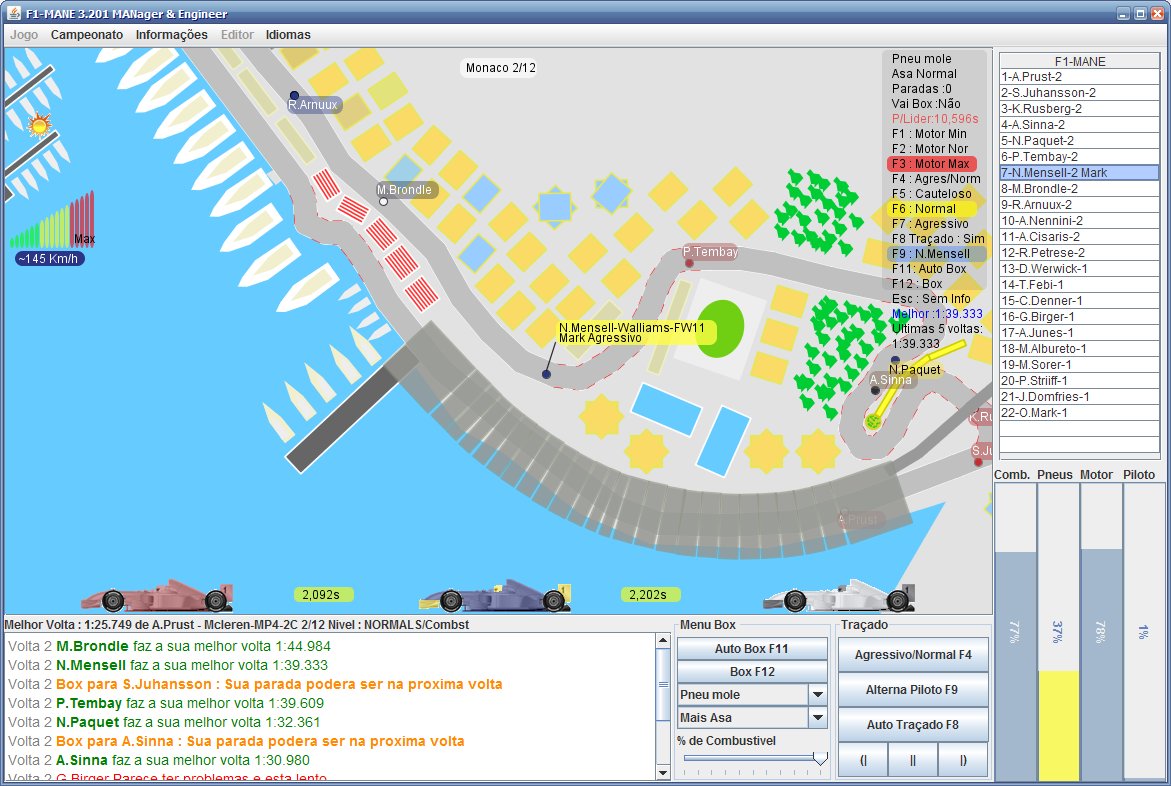 F1-MANE 3.201 MANager & Engineer
Jogo Campeonato Informações Editor Idiomas
Monaco 2/12
R.Arnuux
M.Brondle
P.Tembay
N.Mensell-Walliams-FW11
Mark Agressivo
N.Paquet
A.Sinna
K.Ru
S.Ju
A.Prust
Max
~145 Km/h
Pneu mole
Asa Normal
Paradas :0
Vai Box :Não
P/Lider:10,596s
F1 : Motor Min
F2 : Motor Nor
F3 : Motor Max
F4 : Agres/Norm
F5 : Cauteloso
F6 : Normal
F7 : Agressivo
F8 Traçado : Sim
F9 : N.Mensell
F11: Auto Box
F12 : Box
Esc : Sem Info
Melhor :1:39.333
Ultimas 5 voltas:
1:39.333
2,092s
2,202s
F1-MANE
1-A.Prust-2
2-S.Juhansson-2
3-K.Rusberg-2
4-A.Sinna-2
5-N.Paquet-2
6-P.Tembay-2
7-N.Mensell-2 Mark
8-M.Brondle-2
9-R.Arnuux-2
10-A.Nennini-2
11-A.Cisaris-2
12-R.Petrese-2
13-D.Werwick-1
14-T.Febi-1
15-C.Denner-1
16-G.Birger-1
17-A.Junes-1
18-M.Albureto-1
19-M.Sorer-1
20-P.Striiff-1
21-J.Domfries-1
22-O.Mark-1
Comb. Pneus Motor Piloto
77% 37% 78% 1%
Melhor Volta : 1:25.749 de A.Prust - Mcleren-MP4-2C 2/12 Nivel : NORMALS/Combst
Volta 2 M.Brondle faz a sua melhor volta 1:44.984
Volta 2 N.Mensell faz a sua melhor volta 1:39.333
Volta 2 Box para S.Juhansson : Sua parada podera ser na proxima volta
Volta 2 P.Tembay faz a sua melhor volta 1:39.609
Volta 2 N.Paquet faz a sua melhor volta 1:32.361
Volta 2 Box para A.Sinna : Sua parada podera ser na proxima volta
Volta 2 A.Sinna faz a sua melhor volta 1:30.980
Volta 2 G.Birger Parece ter problemas e esta lento
Menu Box
Auto Box F11
Box F12
Pneu mole
Mais Asa
% de Combustivel
Traçado
Agressivo/Normal F4
Alterna Piloto F9
Auto Traçado F8
(| || |)